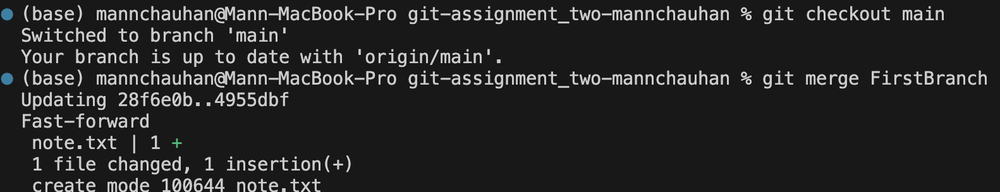 (base) mannchauhan@Mann-MacBook-Pro git-assignment_two-mannchauhan % git checkout main
Switched to branch 'main'
Your branch is up to date with 'origin/main'.
(base) mannchauhan@Mann-MacBook-Pro git-assignment_two-mannchauhan % git merge FirstBranch
Updating 28f6e0b..4955dbf
Fast-forward
 note.txt | 1 +
 1 file changed, 1 insertion(+)
 create mode 100644 note.txt